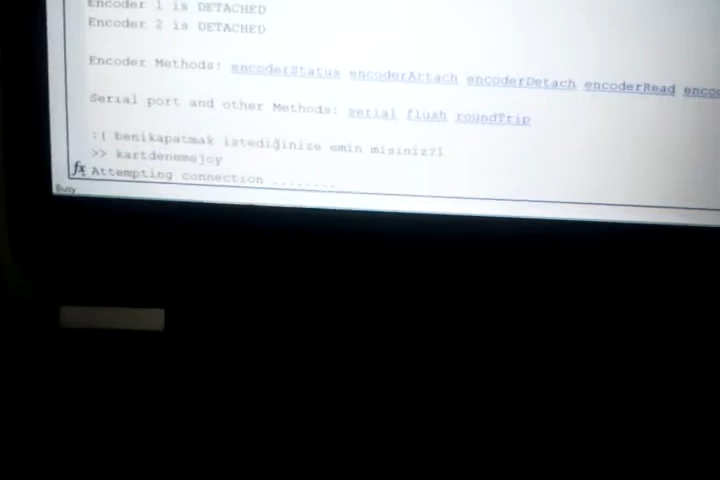 Encoder 1 is DETACHED
Encoder 2 is DETACHED
Encoder Methods: encoderStatus encoderAttach encoderDetach encoderRead
Serial port and other Methods: serial flush roundTrip
:( benikapatmak istediğinize emin misiniz?1
>> kartdenemejoy
fx Attempting connection ........
Busy